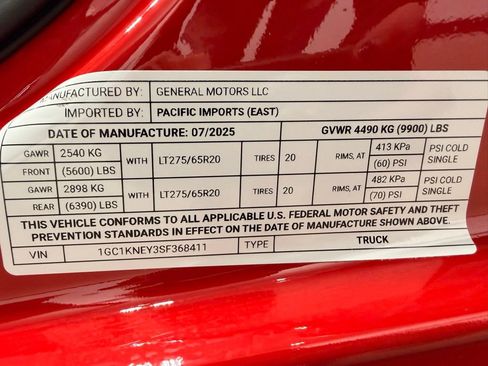 MANUFACTURED BY: GENERAL MOTORS LLC
IMPORTED BY: PACIFIC IMPORTS (EAST)
DATE OF MANUFACTURE: 07/2025 GVWR 4490 KG (9900) LBS
GAWR 2540 KG WITH LT275/65R20 TIRES 20 RIMS, AT 413 KPa PSI COLD
FRONT (5600) LBS (60) PSI SINGLE
GAWR 2898 KG WITH LT275/65R20 TIRES 20 RIMS, AT 482 KPa PSI COLD
REAR (6390) LBS (70) PSI SINGLE
THIS VEHICLE CONFORMS TO ALL APPLICABLE U.S. FEDERAL MOTOR SAFETY AND THEFT
PREVENTION STANDARDS IN EFFECT ON THE DATE OF MANUFACTURE SHOWN ABOVE.
VIN 1GC1KNEY3SF368411 TYPE TRUCK